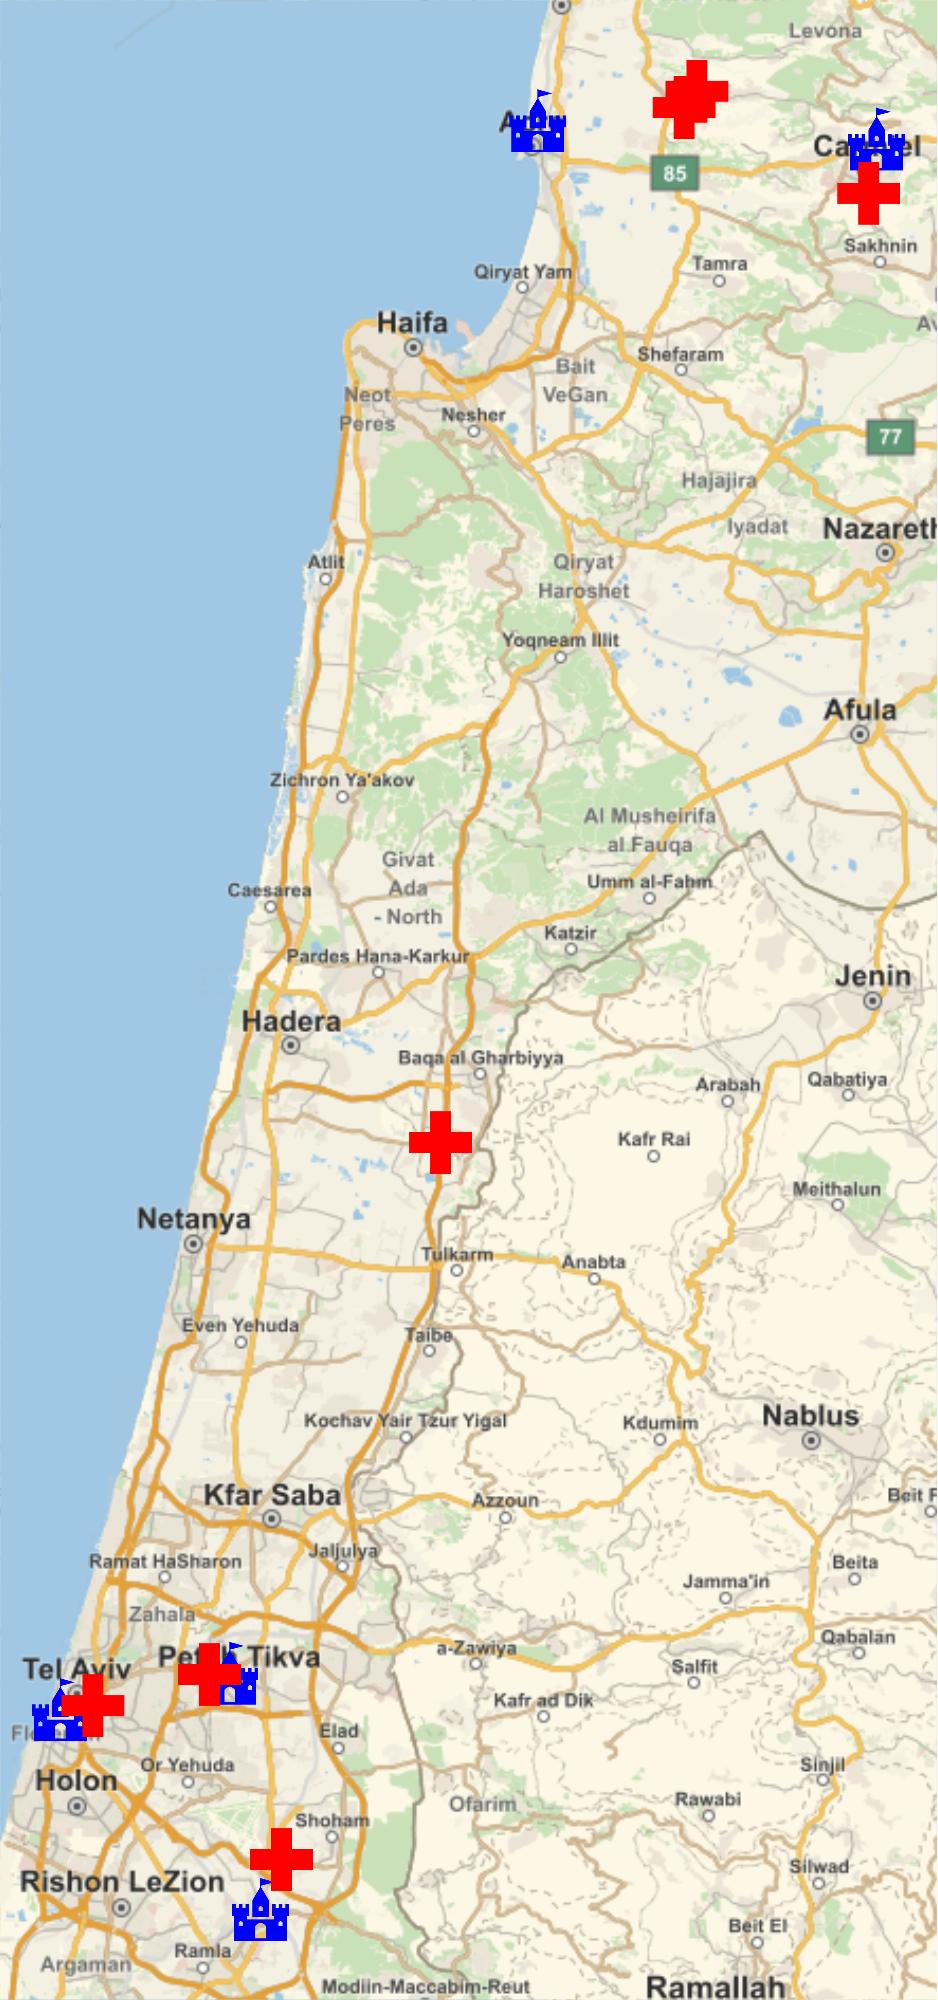 Levona
85
Sakhnin
Qiryat Yam
Tamra
Haifa
Shefaram
Bait
VeGan
Neot
Peres
Nesher
77
Hajajira
Iyadat
Nazareth
Atlit
Qiryat
Haroshet
Yoqneam Illit
Afula
Zichron Ya'akov
Al Musheirifa
al Fauqa
Givat
Ada
- North
Caesarea
Umm al-Fahm
Katzir
Pardes Hana-Karkur
Jenin
Hadera
Baqa al Gharbiyya
Arabah
Qabatiya
Kafr Rai
Meithalun
Netanya
Tulkarm
Anabta
Even Yehuda
Taibe
Kochav Yair Tzur Yigal
Kdumim
Nablus
Kfar Saba
Azzoun
Beit
Ramat HaSharon
Jaljulya
Beita
Jamma'in
Zahala
Qabalan
a-Zawiya
Tikva
Tel Aviv
Salfit
Kafr ad Dik
Elad
Or Yehuda
Sinjil
Holon
Ofarim
Rawabi
Shoham
Silwad
Rishon LeZion
Beit El
Ramla
Argaman
Modiin-Maccabim-Reut
Ramallah